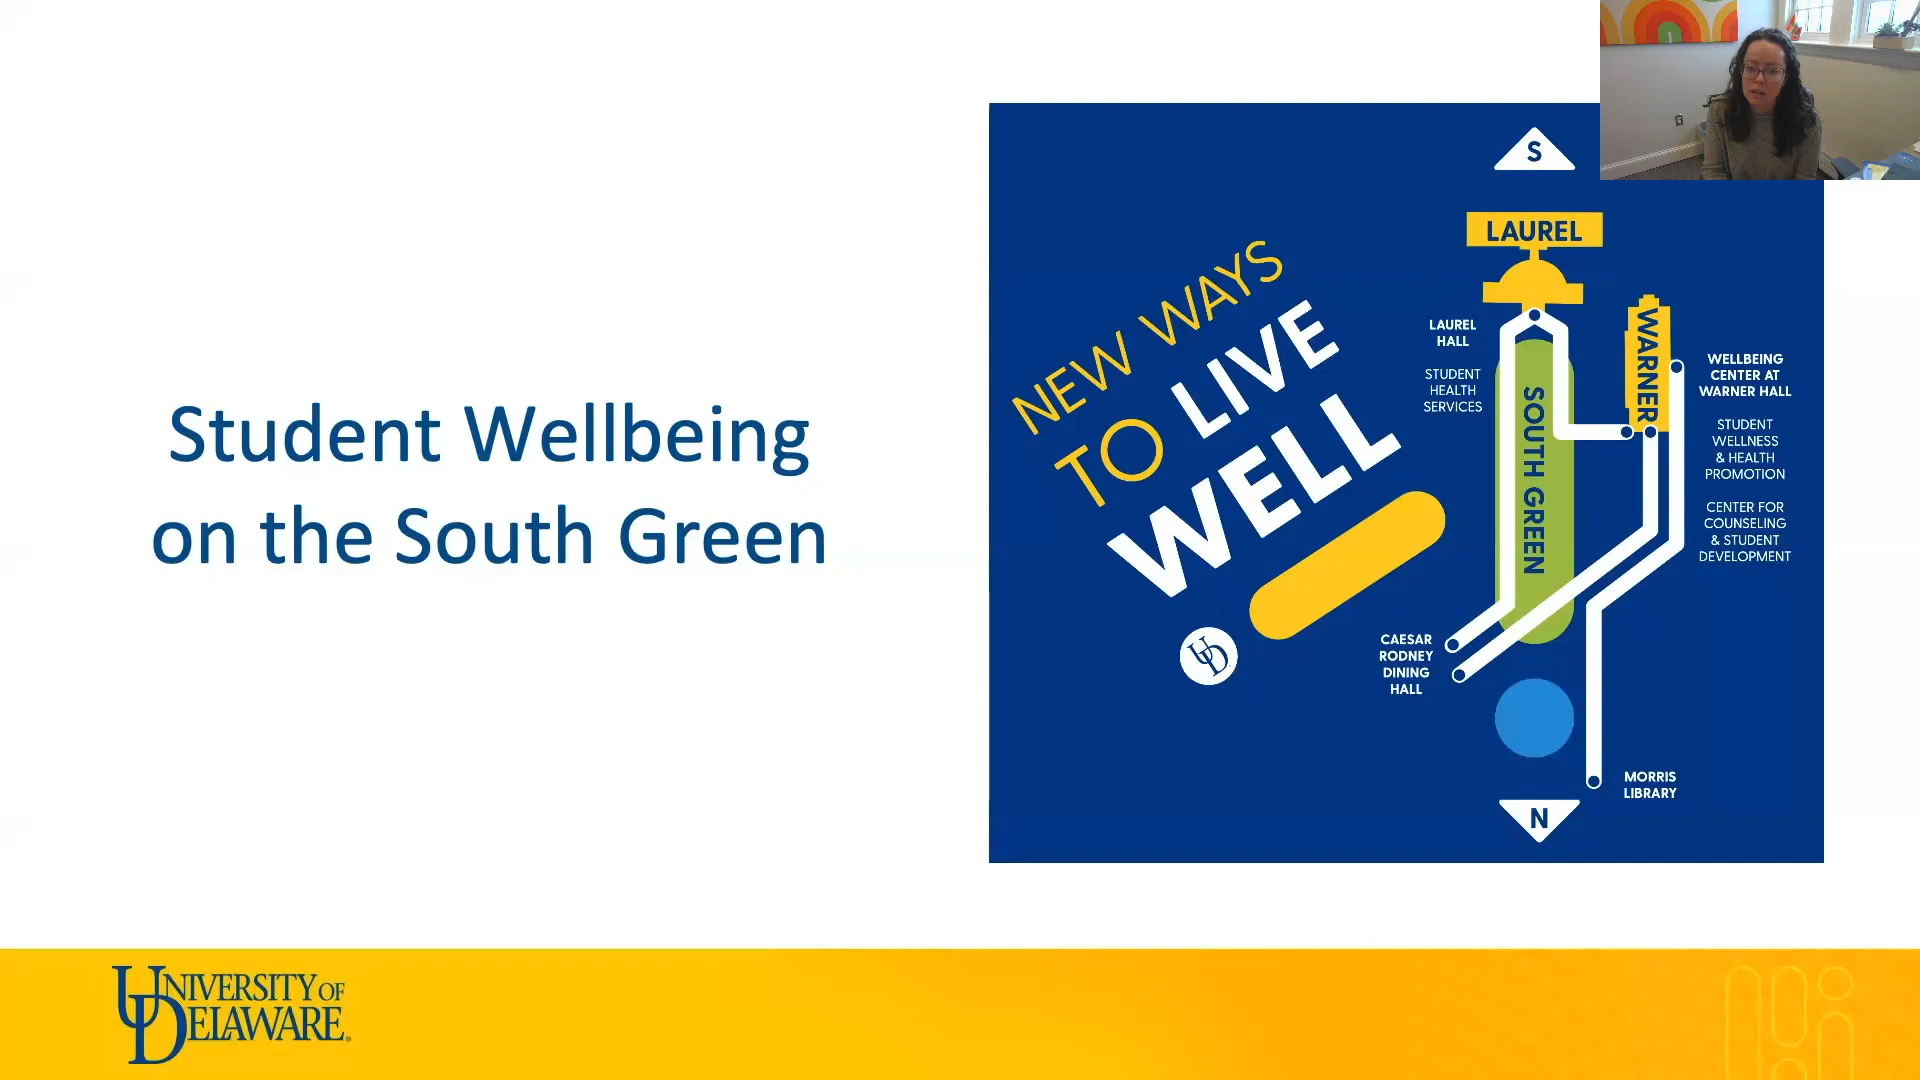 Student Wellbeing
on the South Green
NEW WAYS
TO LIVE
WELL
UD
S
LAUREL
LAUREL
HALL
STUDENT
HEALTH
SERVICES
SOUTH GREEN
WARNER
WELLBEING
CENTER AT
WARNER HALL
STUDENT
WELLNESS
& HEALTH
PROMOTION
CENTER FOR
COUNSELING
& STUDENT
DEVELOPMENT
CAESAR
RODNEY
DINING
HALL
MORRIS
LIBRARY
N
UNIVERSITY OF
DELAWARE